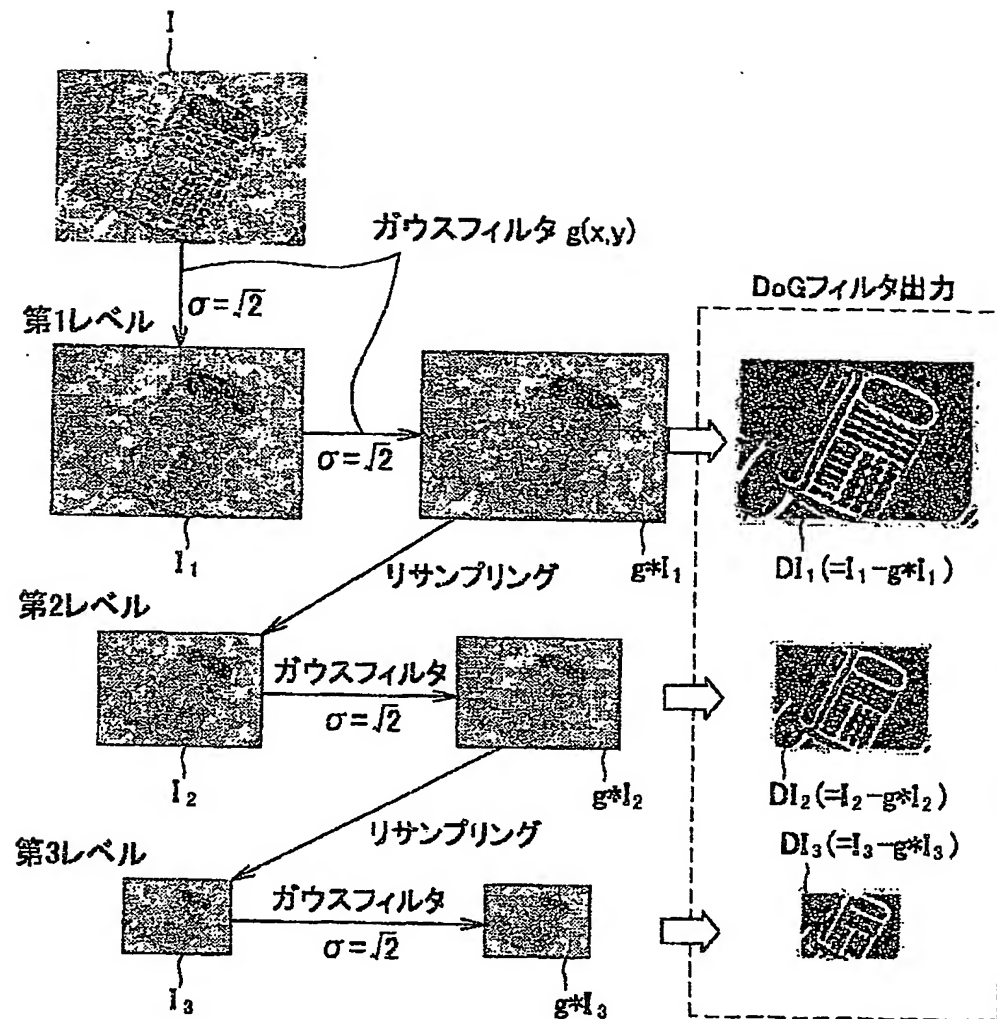 I
ガウスフィルタ g(x,y)
σ=√2
DoGフィルタ出力
第1レベル
σ=√2
I₁
g*I₁
DI₁(=I₁-g*I₁)
リサンプリング
第2レベル
ガウスフィルタ
σ=√2
I₂
g*I₂
DI₂(=I₂-g*I₂)
リサンプリング
DI₃(=I₃-g*I₃)
第3レベル
ガウスフィルタ
σ=√2
I₃
g*I₃